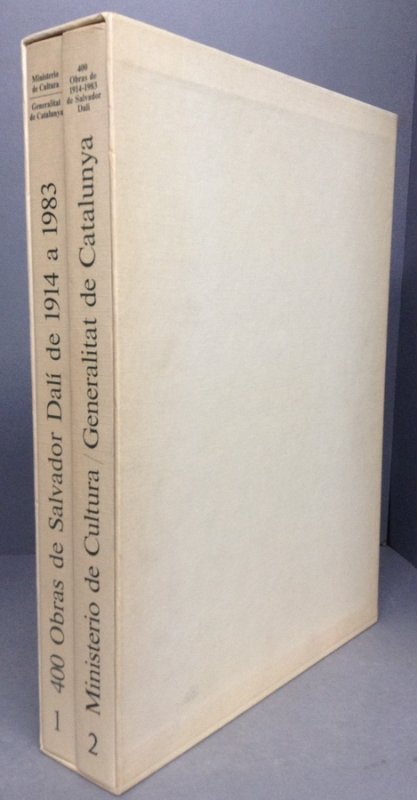 Ministerio
de Cultura
Generalitat
de Catalunya
400 Obras de Salvador Dalí de 1914 a 1983
1
400
Obras de
1914-1983
de Salvador
Dalí
Ministerio de Cultura / Generalitat de Catalunya
2